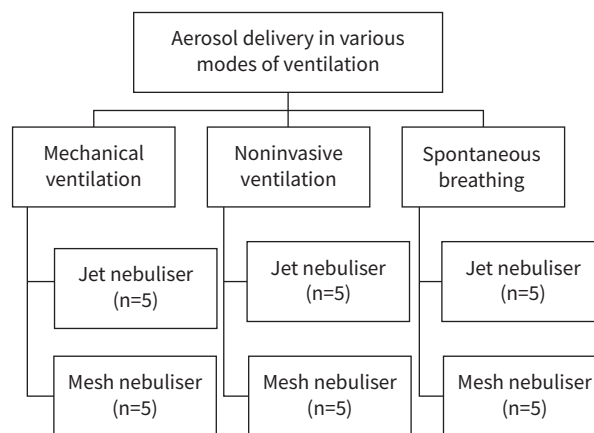 Aerosol delivery in various
modes of ventilation
Mechanical
ventilation
Noninvasive
ventilation
Spontaneous
breathing
Jet nebuliser
(n=5)
Jet nebuliser
(n=5)
Jet nebuliser
(n=5)
Mesh nebuliser
(n=5)
Mesh nebuliser
(n=5)
Mesh nebuliser
(n=5)